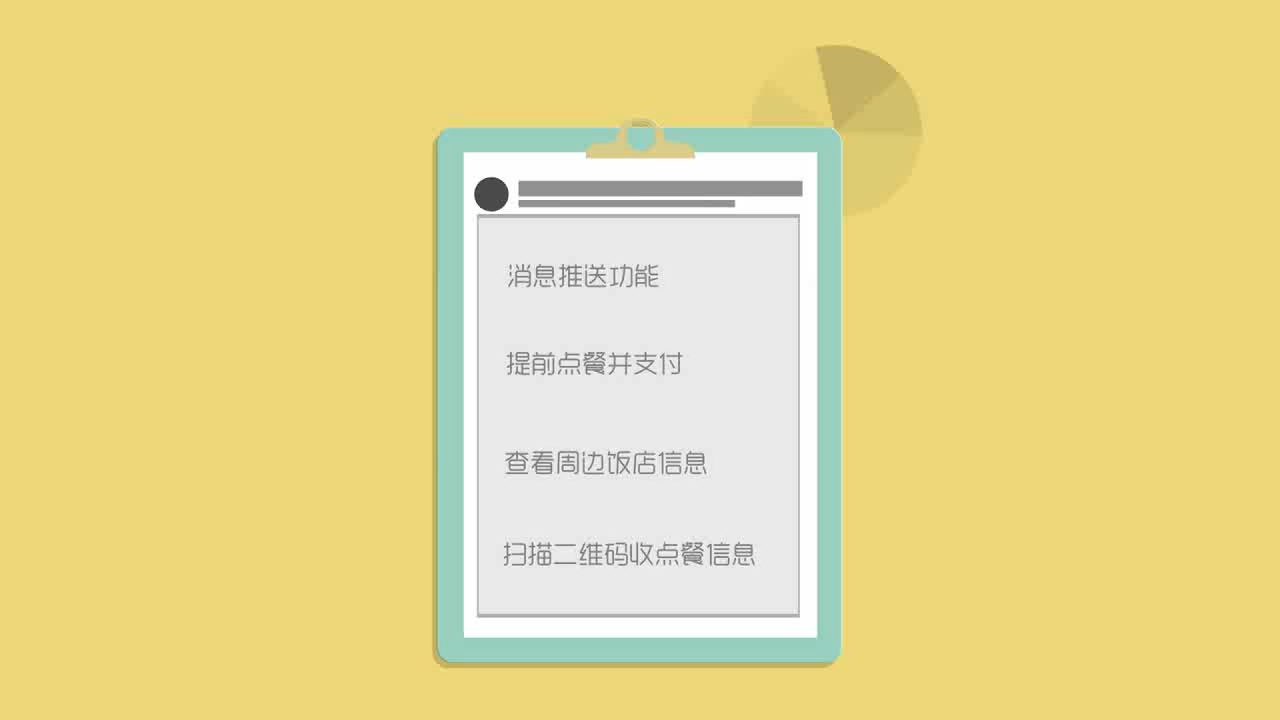 消息推送功能
提前点餐并支付
查看周边饭店信息
扫描二维码收点餐信息